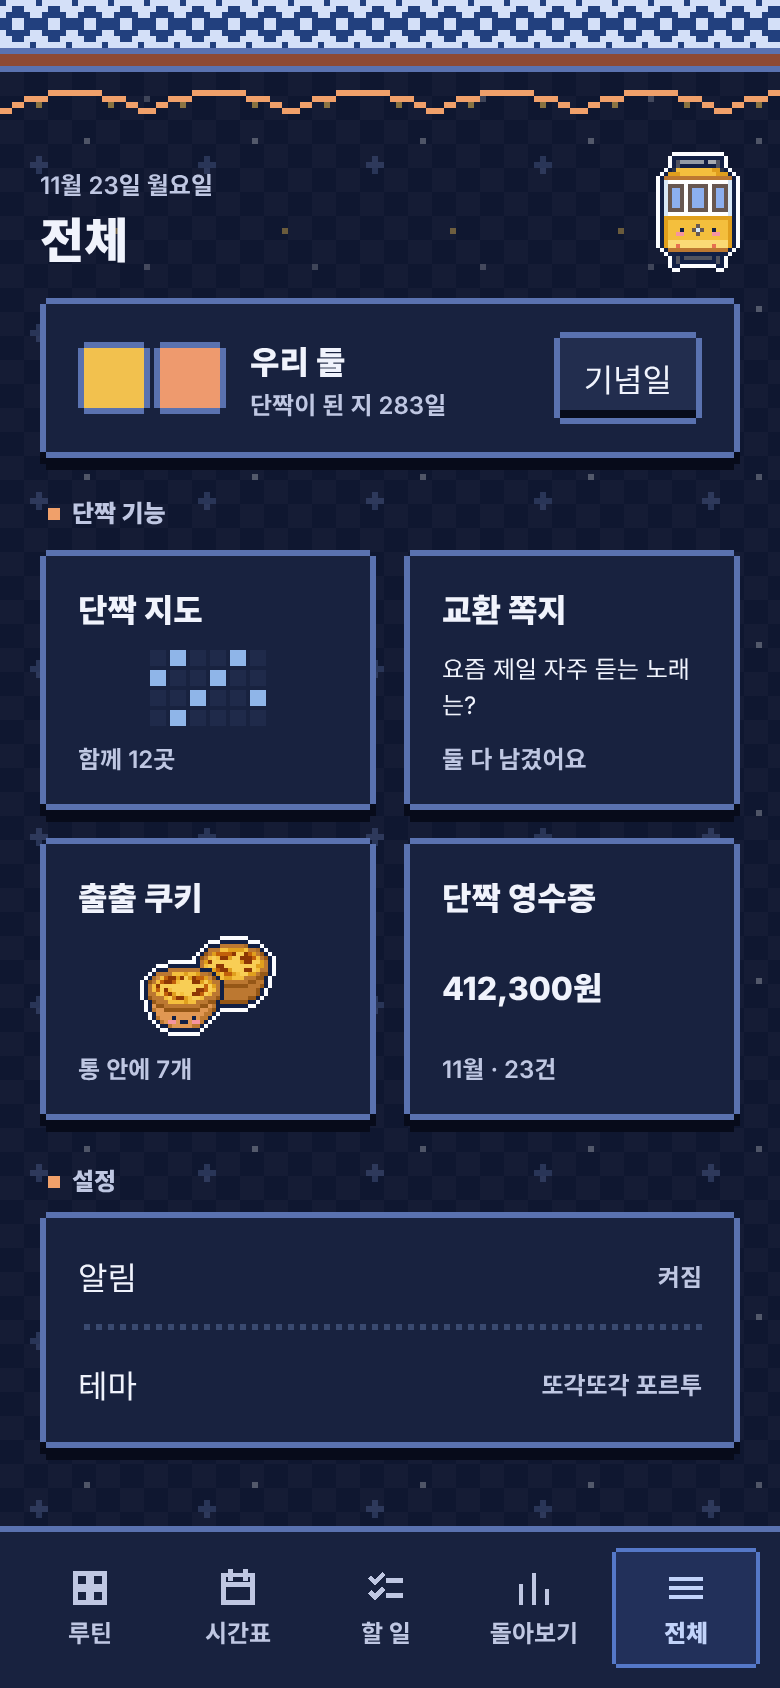 11월 23일 월요일
전체
우리 둘
단짝이 된 지 283일
기념일
단짝 기능
단짝 지도
함께 12곳
교환 쪽지
요즘 제일 자주 듣는 노래
는?
둘 다 남겼어요
출출 쿠키
통 안에 7개
단짝 영수증
412,300원
11월 · 23건
설정
알림
켜짐
테마
또각또각 포르투
루틴
시간표
할 일
돌아보기
전체